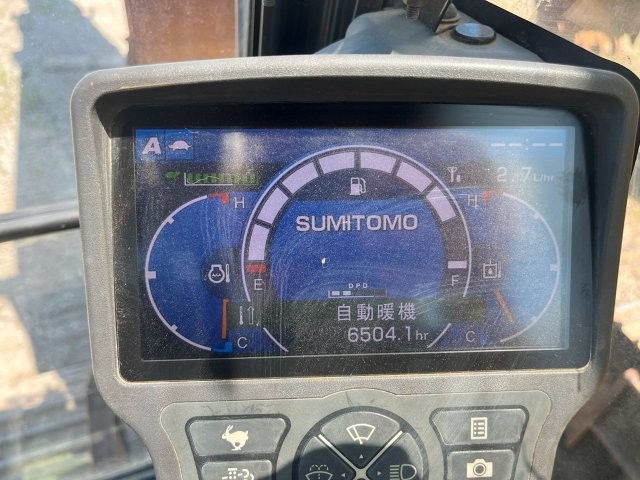 A
--:--
H
2.7L/hr
H
SUMITOMO
E
F
DPD
C
自動暖機
C
6504.1hr